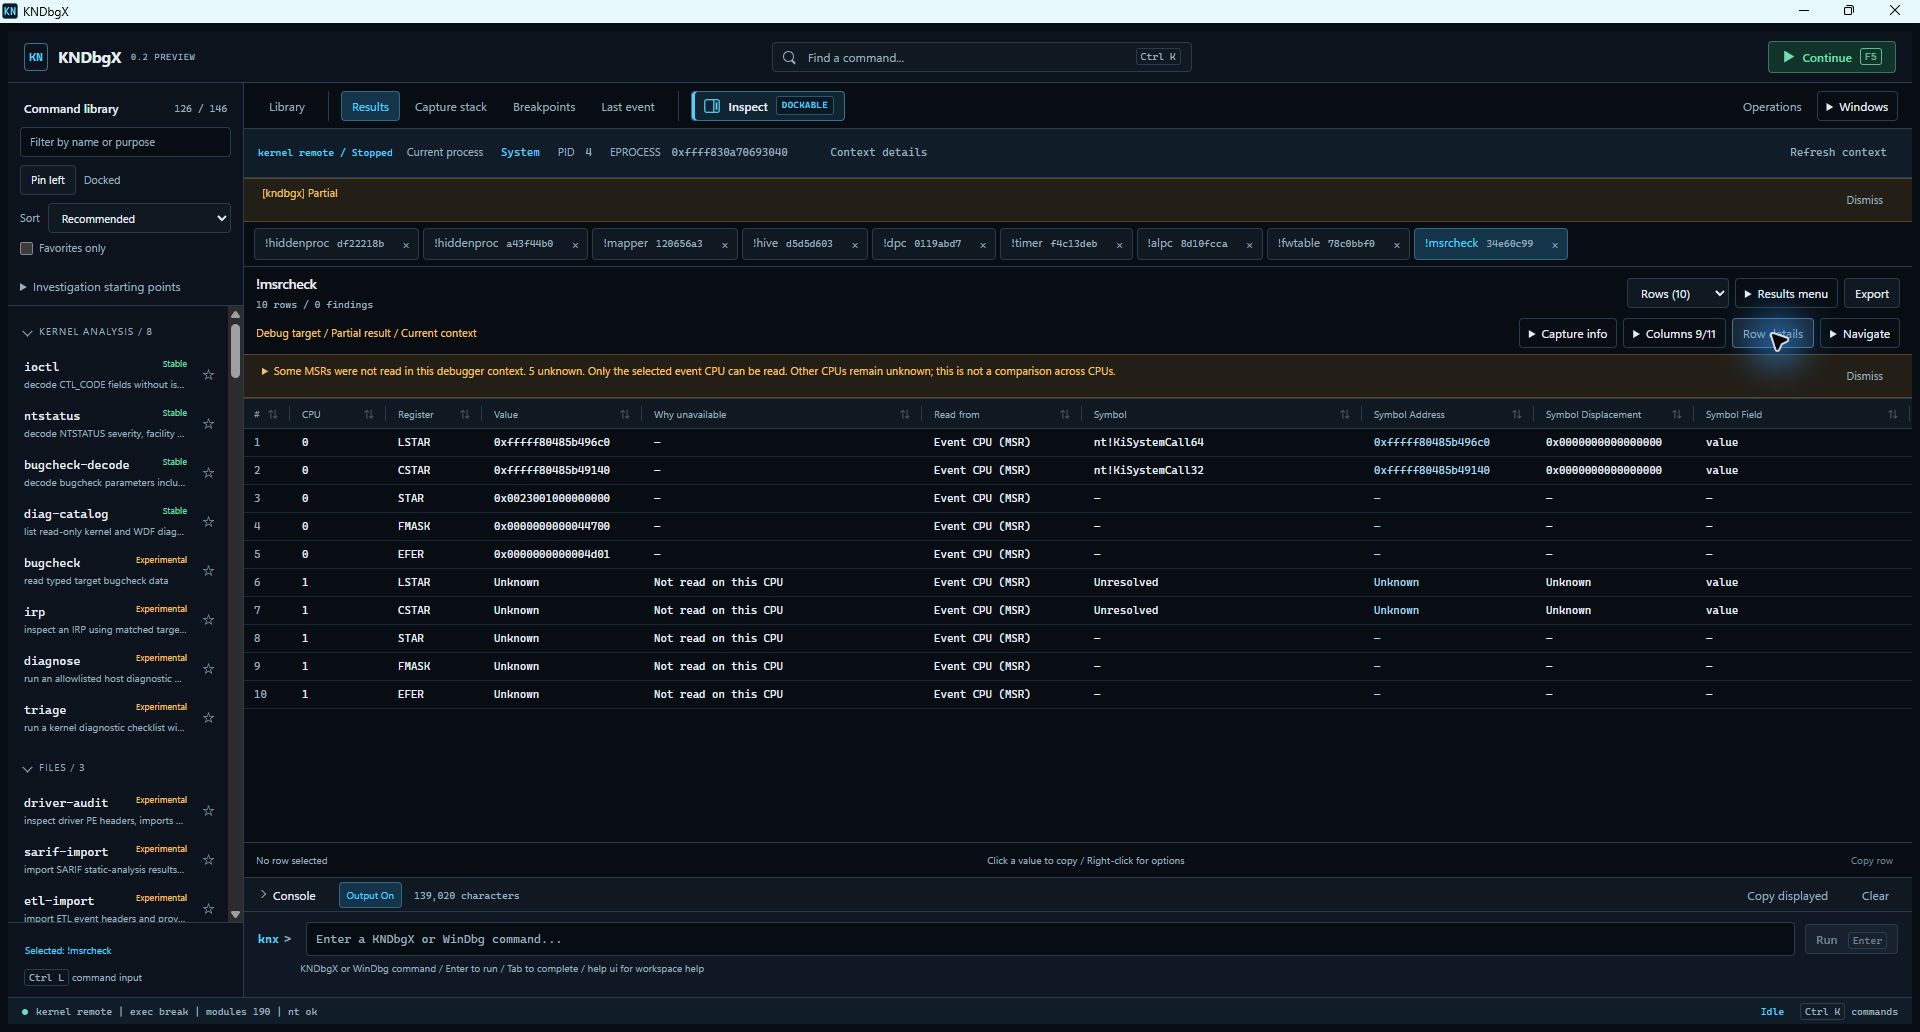 KN KNDbgX
KN KNDbgX 0.2 PREVIEW
Find a command... Ctrl K
Continue F5
Command library 126 / 146
Filter by name or purpose
Pin left Docked
Sort Recommended
Favorites only
Investigation starting points
KERNEL ANALYSIS / 8
ioctl Stable
decode CTL_CODE fields without is...
ntstatus Stable
decode NTSTATUS severity, facility ...
bugcheck-decode Stable
decode bugcheck parameters inclu...
diag-catalog Stable
list read-only kernel and WDF diag...
bugcheck Experimental
read typed target bugcheck data
irp Experimental
inspect an IRP using matched targe...
diagnose Experimental
run an allowlisted host diagnostic ...
triage Experimental
run a kernel diagnostic checklist wi...
FILES / 3
driver-audit Experimental
inspect driver PE headers, imports ...
sarif-import Experimental
import SARIF static-analysis results...
etl-import Experimental
import ETL event headers and prov...
Selected: !msrcheck
Ctrl L command input
Library Results Capture stack Breakpoints Last event Inspect DOCKABLE Operations Windows
kernel remote / Stopped Current process System PID 4 EPROCESS 0xffff830a70693040 Context details Refresh context
[kndbgx] Partial Dismiss
!hiddenproc df22218b × !hiddenproc a43f44b0 × !mapper 120656a3 × !hive d5d5d603 × !dpc 0119abd7 × !timer f4c13deb × !alpc 8d10fcca × !fwtable 78c0bbf0 × !msrcheck 34e60c99 ×
!msrcheck
10 rows / 0 findings
Rows (10) Results menu Export
Debug target / Partial result / Current context
Capture info Columns 9/11 Row details Navigate
Some MSRs were not read in this debugger context. 5 unknown. Only the selected event CPU can be read. Other CPUs remain unknown; this is not a comparison across CPUs. Dismiss
# CPU Register Value Why unavailable Read from Symbol Symbol Address Symbol Displacement Symbol Field
1 0 LSTAR 0xfffff80485b496c0 — Event CPU (MSR) nt!KiSystemCall64 0xfffff80485b496c0 0x0000000000000000 value
2 0 CSTAR 0xfffff80485b49140 — Event CPU (MSR) nt!KiSystemCall32 0xfffff80485b49140 0x0000000000000000 value
3 0 STAR 0x0023001000000000 — Event CPU (MSR) — — — —
4 0 FMASK 0x0000000000044700 — Event CPU (MSR) — — — —
5 0 EFER 0x0000000000004d01 — Event CPU (MSR) — — — —
6 1 LSTAR Unknown Not read on this CPU Event CPU (MSR) Unresolved Unknown Unknown value
7 1 CSTAR Unknown Not read on this CPU Event CPU (MSR) Unresolved Unknown Unknown value
8 1 STAR Unknown Not read on this CPU Event CPU (MSR) — — — —
9 1 FMASK Unknown Not read on this CPU Event CPU (MSR) — — — —
10 1 EFER Unknown Not read on this CPU Event CPU (MSR) — — — —
No row selected Click a value to copy / Right-click for options Copy row
Console Output On 139,020 characters Copy displayed Clear
knx > Enter a KNDbgX or WinDbg command... Run Enter
KNDbgX or WinDbg command / Enter to run / Tab to complete / help ui for workspace help
kernel remote | exec break | modules 190 | nt ok Idle Ctrl K commands